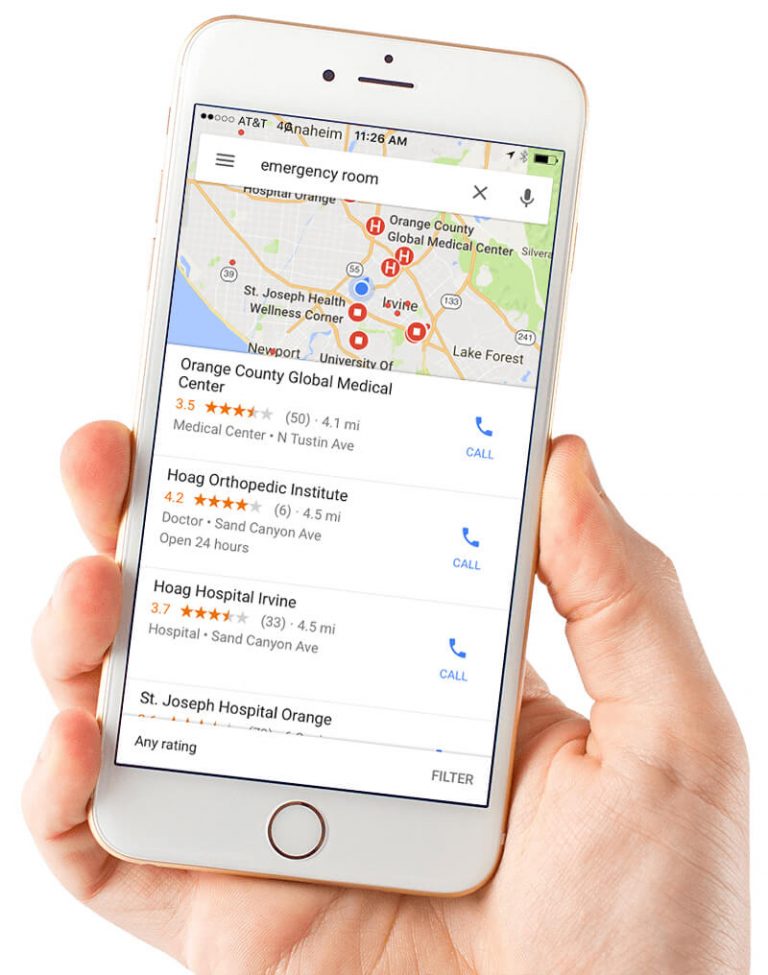 AT&T 4G
Anaheim
11:26 AM
emergency room
Hospital Orange
H
Orange County
Global Medical Center
H
H
Silvera
55
39
St. Joseph Health
Wellness Corner
Irvine
133
241
Newport
University Of
Lake Forest
Orange County Global Medical
Center
3.5 (50) · 4.1 mi
Medical Center • N Tustin Ave
CALL
Hoag Orthopedic Institute
4.2 (6) · 4.5 mi
Doctor • Sand Canyon Ave
Open 24 hours
CALL
Hoag Hospital Irvine
3.7 (33) · 4.5 mi
Hospital • Sand Canyon Ave
CALL
St. Joseph Hospital Orange
Any rating
FILTER